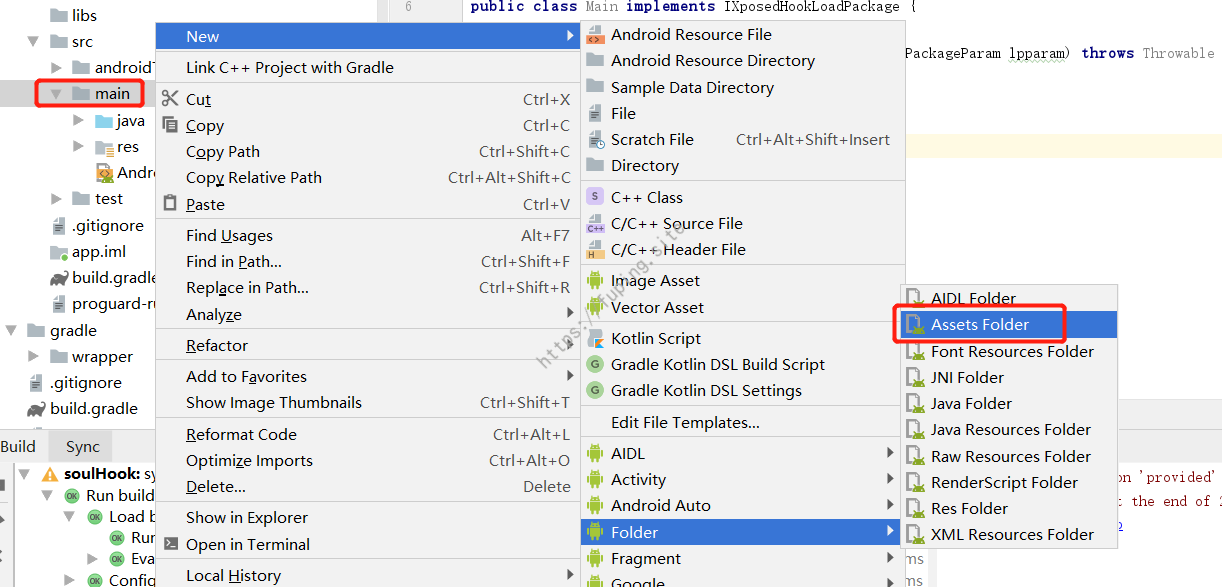 libs
src
android
main
java
res
Andro
test
.gitignore
app.iml
build.gradle
proguard-ru
gradle
wrapper
.gitignore
build.gradle
6
public class Main implements IXposedHookLoadPackage {
PackageParam lpparam) throws Throwable
New
Link C++ Project with Gradle
Cut Ctrl+X
Copy Ctrl+C
Copy Path Ctrl+Shift+C
Copy Relative Path Ctrl+Alt+Shift+C
Paste Ctrl+V
Find Usages Alt+F7
Find in Path... Ctrl+Shift+F
Replace in Path... Ctrl+Shift+R
Analyze
Refactor
Add to Favorites
Show Image Thumbnails Ctrl+Shift+T
Reformat Code Ctrl+Alt+L
Optimize Imports Ctrl+Alt+O
Delete... Delete
Show in Explorer
Open in Terminal
Local History
Android Resource File
Android Resource Directory
Sample Data Directory
File
Scratch File Ctrl+Alt+Shift+Insert
Directory
S C++ Class
C++ C/C++ Source File
H C/C++ Header File
Image Asset
Vector Asset
Kotlin Script
G Gradle Kotlin DSL Build Script
G Gradle Kotlin DSL Settings
Edit File Templates...
AIDL
Activity
Android Auto
Folder
Fragment
Google
AIDL Folder
Assets Folder
Font Resources Folder
JNI Folder
Java Folder
Java Resources Folder
Raw Resources Folder
RenderScript Folder
Res Folder
XML Resources Folder
https://fuping.site
Build Sync
soulHook: sy
OK Run build
OK Load b
OK Run
OK Eva
OK Config
on 'provided'
t the end of 2
ms
ms